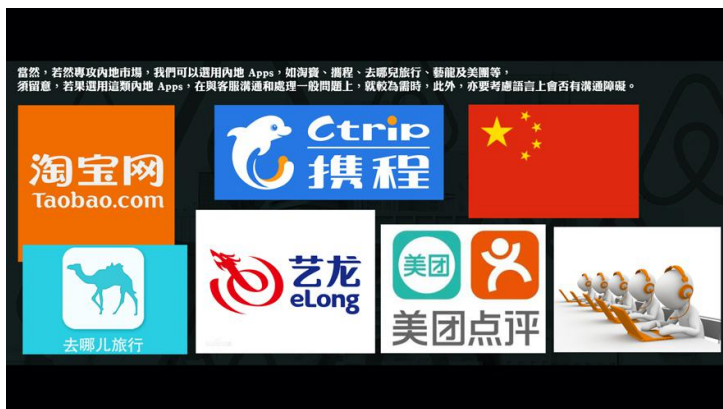 當然，若然專攻內地市場，我們可以選用內地 Apps，如淘寶、攜程、去哪兒旅行、藝龍及美團等，
須留意，若果選用這類內地 Apps，在與客服溝通和處理一般問題上，就較為需時，此外，亦要考慮語言上會否有溝通障礙。
淘宝网
Taobao.com
Ctrip
携程
去哪儿旅行
艺龙
eLong
美团
美团点评